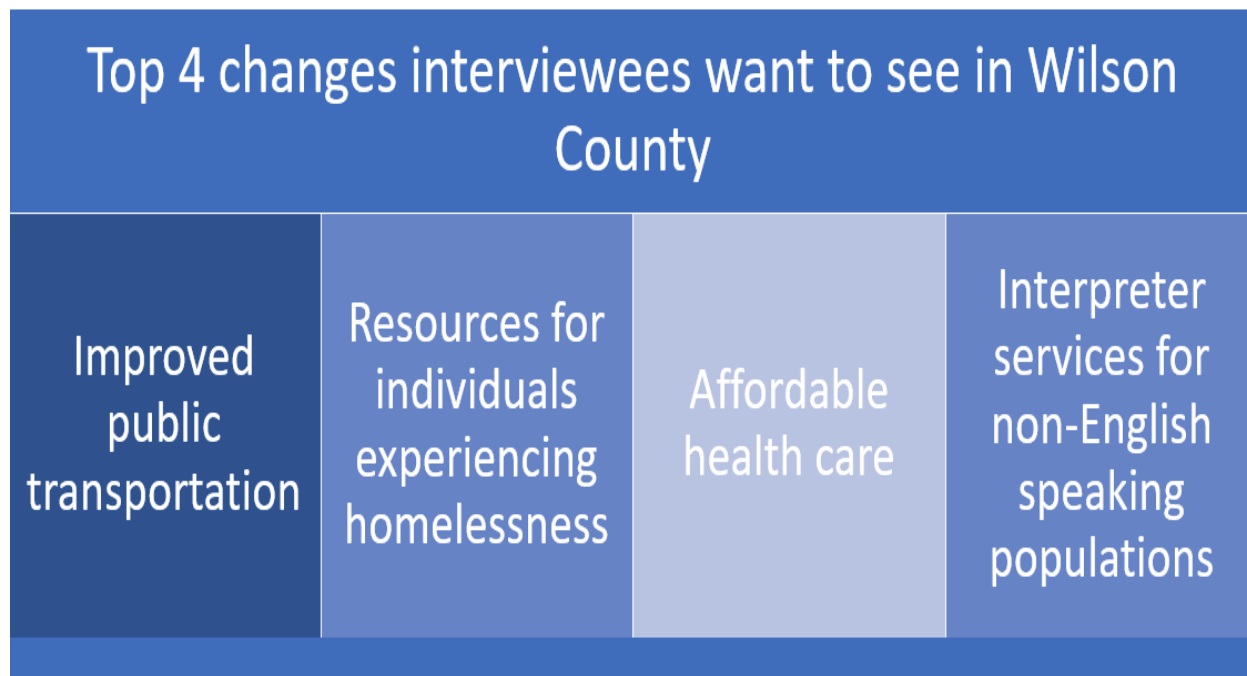 Top 4 changes interviewees want to see in Wilson
County
Improved
public
transportation
Resources for
individuals
experiencing
homelessness
Affordable
health care
Interpreter
services for
non-English
speaking
populations